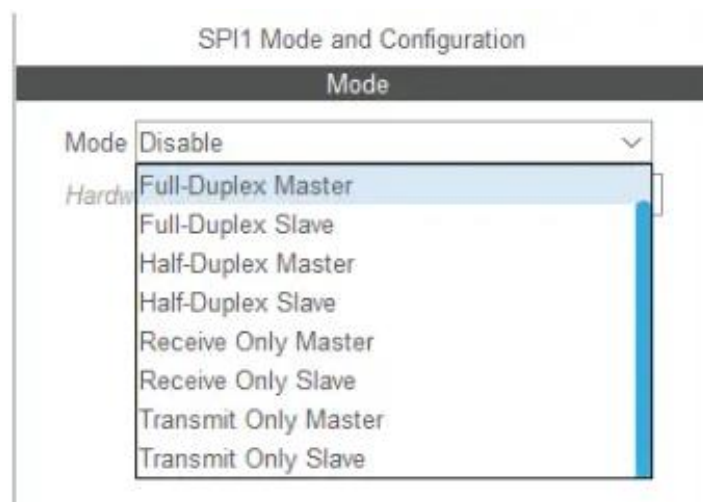 SPI1 Mode and Configuration
Mode
Mode Disable
Full-Duplex Master
Hardw
Full-Duplex Slave
Half-Duplex Master
Half-Duplex Slave
Receive Only Master
Receive Only Slave
Transmit Only Master
Transmit Only Slave